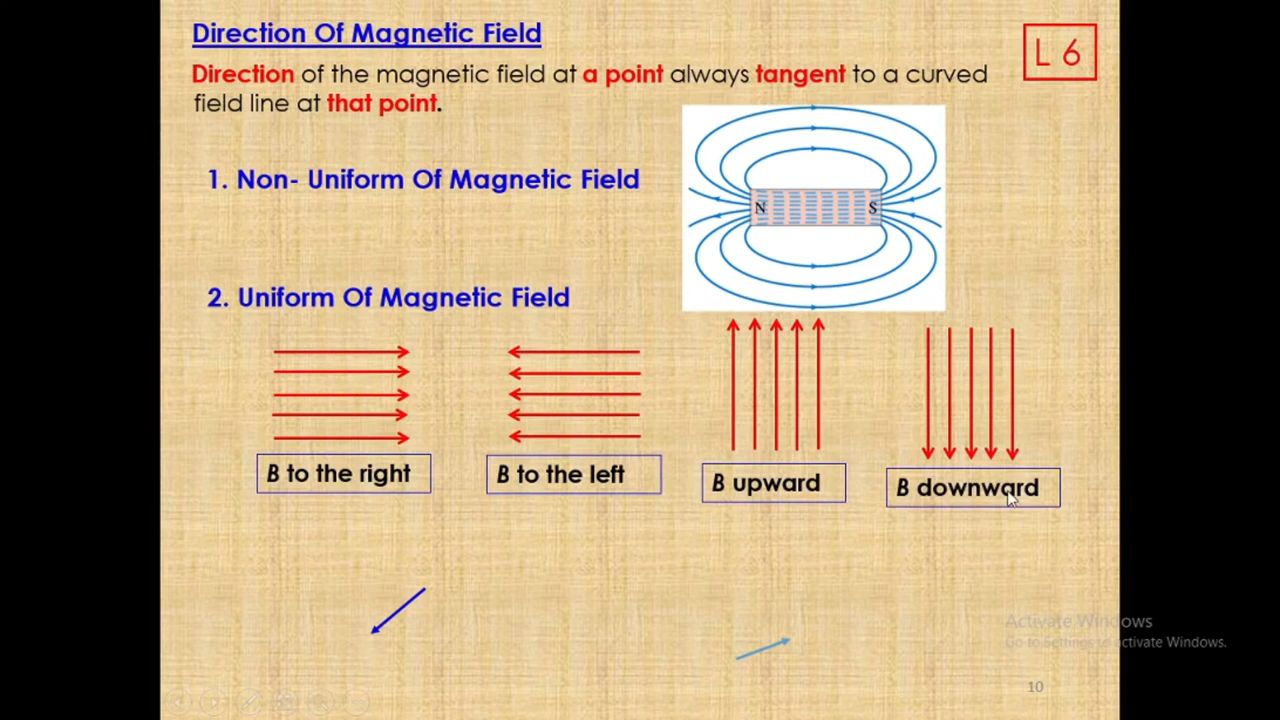 Direction Of Magnetic Field
L 6
Direction of the magnetic field at a point always tangent to a curved
field line at that point.
1. Non- Uniform Of Magnetic Field
N
S
2. Uniform Of Magnetic Field
B to the right
B to the left
B upward
B downward
Activate Windows
Go to Settings to activate Windows.
10